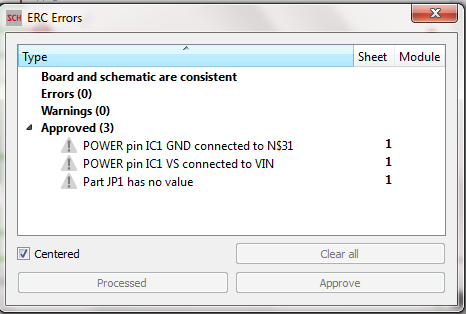 SCH ERC Errors
Type Sheet Module
Board and schematic are consistent
Errors (0)
Warnings (0)
Approved (3)
POWER pin IC1 GND connected to N$31 1
POWER pin IC1 VS connected to VIN 1
Part JP1 has no value 1
Centered Clear all
Processed Approve